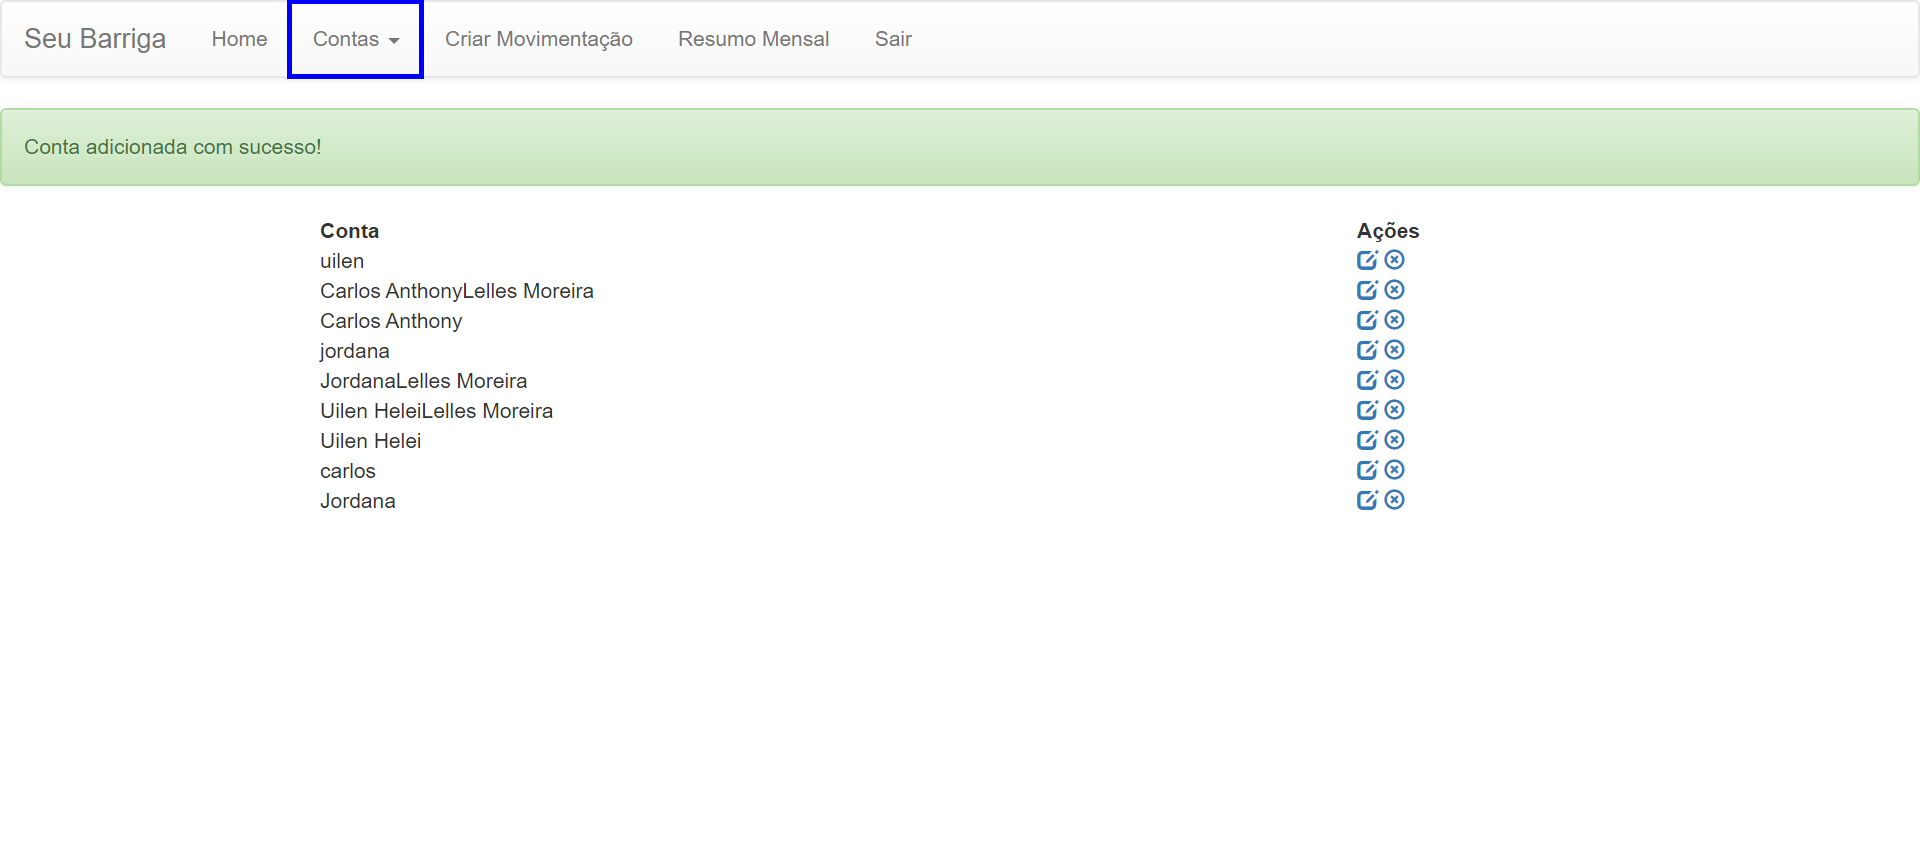 Seu Barriga Home Contas Criar Movimentação Resumo Mensal Sair
Conta adicionada com sucesso!
Conta Ações
uilen
Carlos AnthonyLelles Moreira
Carlos Anthony
jordana
JordanaLelles Moreira
Uilen HeleiLelles Moreira
Uilen Helei
carlos
Jordana